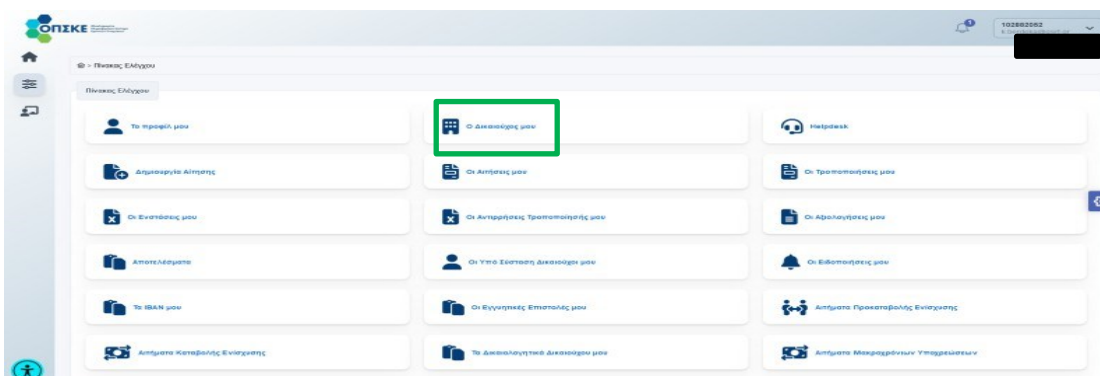 ΟΠΣΚΕ
102882052
> Πίνακας Ελέγχου
Πίνακας Ελέγχου
Το προφίλ μου
Ο Δικαιούχος μου
Helpdesk
Δημιουργία Αίτησης
Οι Αιτήσεις μου
Οι Τροποποιήσεις μου
Οι Ενστάσεις μου
Οι Αντιρρήσεις Τροποποίησής μου
Οι Αξιολογήσεις μου
Αποτελέσματα
Οι Υπό Σύσταση Δικαιούχοι μου
Οι Ειδοποιήσεις μου
Τα IBAN μου
Οι Εγγυητικές Επιστολές μου
Αιτήματα Προκαταβολής Ενίσχυσης
Αιτήματα Καταβολής Ενίσχυσης
Τα Δικαιολογητικά Δικαιούχου μου
Αιτήματα Μακροχρόνιων Υποχρεώσεων